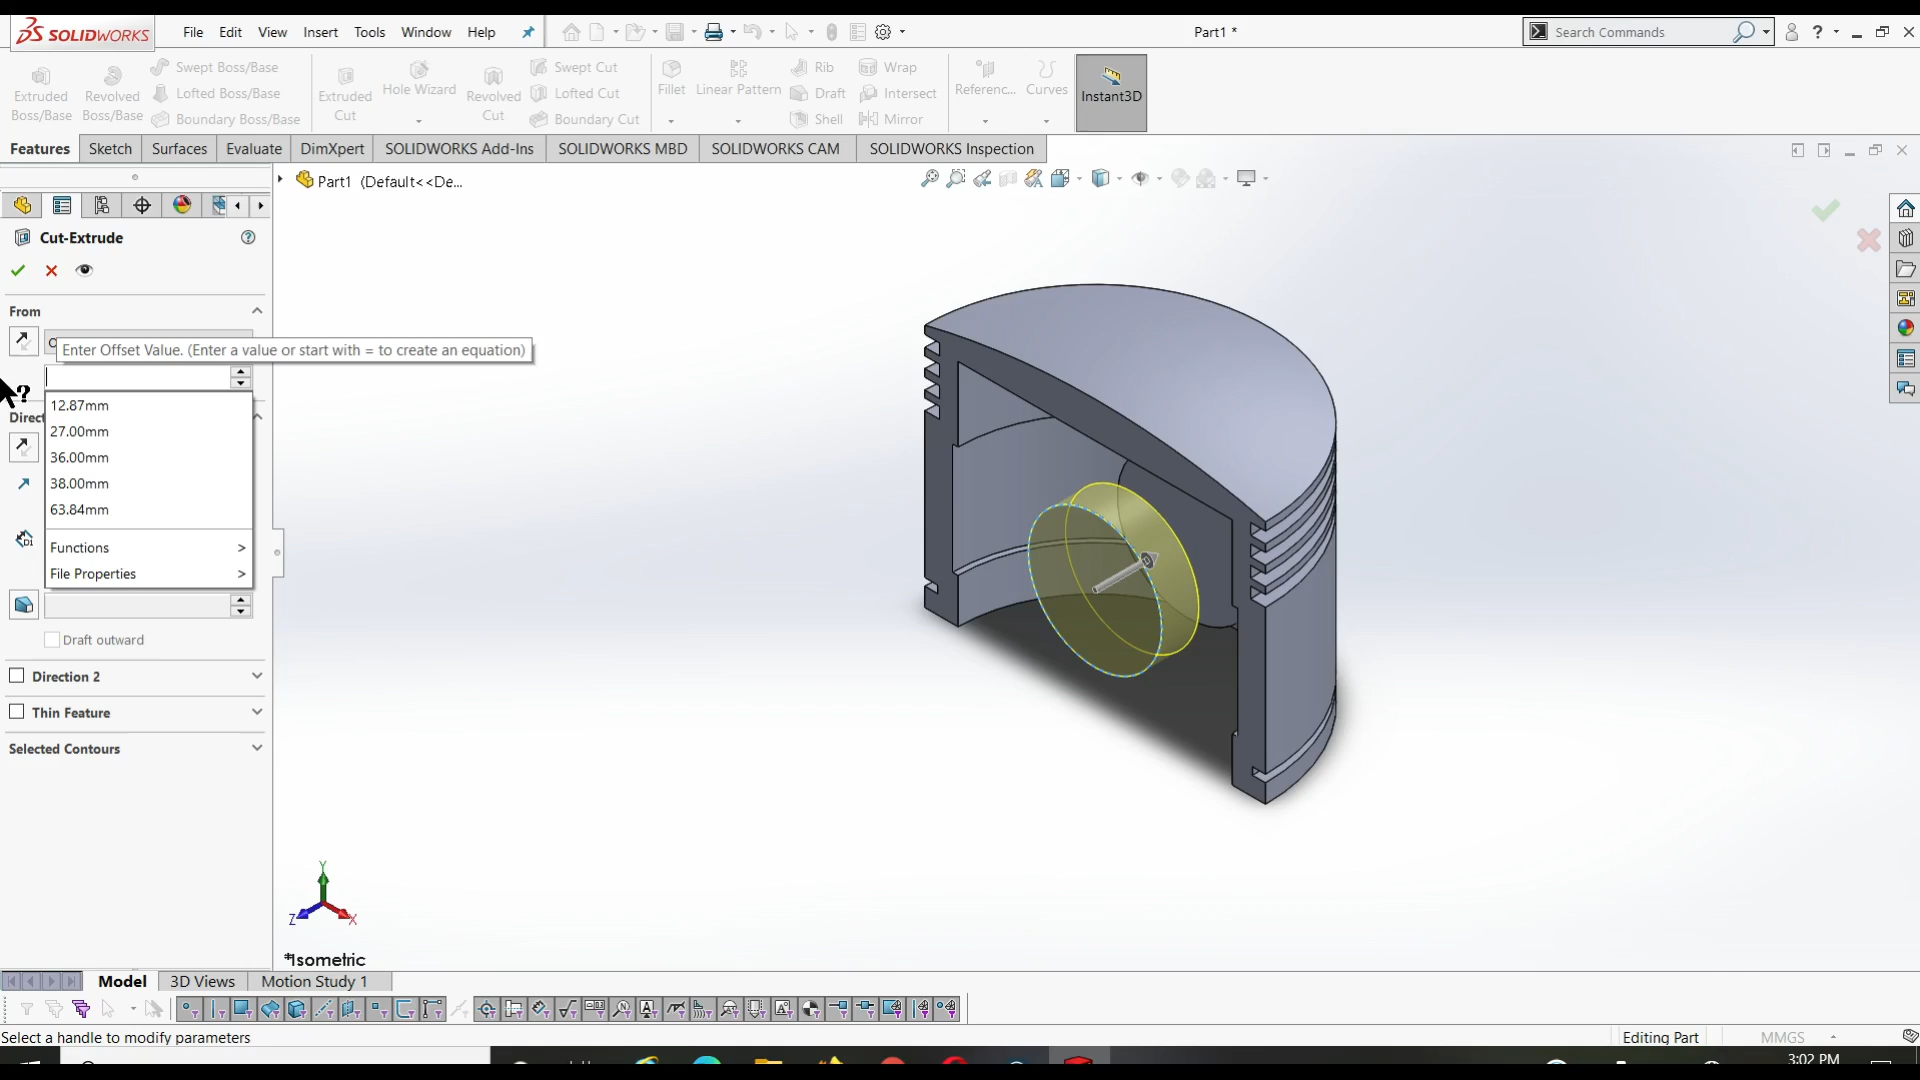 SOLIDWORKS File Edit View Insert Tools Window Help Part1 * Search Commands ?
Extruded Boss/Base
Revolved Boss/Base
Swept Boss/Base
Lofted Boss/Base
Boundary Boss/Base
Extruded Cut
Hole Wizard
Revolved Cut
Swept Cut
Lofted Cut
Boundary Cut
Fillet
Linear Pattern
Rib
Draft
Shell
Wrap
Intersect
Mirror
Referenc...
Curves
Instant3D
Features Sketch Surfaces Evaluate DimXpert SOLIDWORKS Add-Ins SOLIDWORKS MBD SOLIDWORKS CAM SOLIDWORKS Inspection
Part1 (Default<<De...
Cut-Extrude ?
From
Enter Offset Value. (Enter a value or start with = to create an equation)
?
12.87mm
Direct
27.00mm
36.00mm
38.00mm
63.84mm
D1
Functions >
File Properties >
Draft outward
Direction 2
Thin Feature
Selected Contours
Y
Z X
*Isometric
Model 3D Views Motion Study 1
Select a handle to modify parameters Editing Part MMGS
3:02 PM